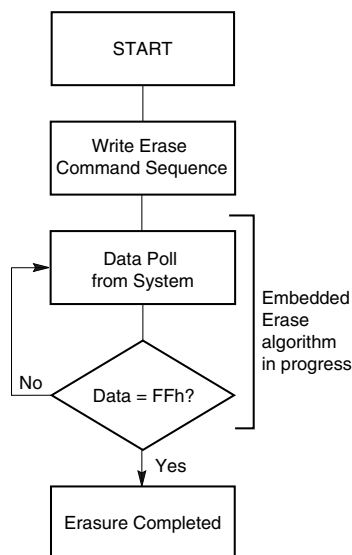 START
Write Erase
Command Sequence
Data Poll
from System
Embedded
Erase
algorithm
in progress
No
Data = FFh?
Yes
Erasure Completed